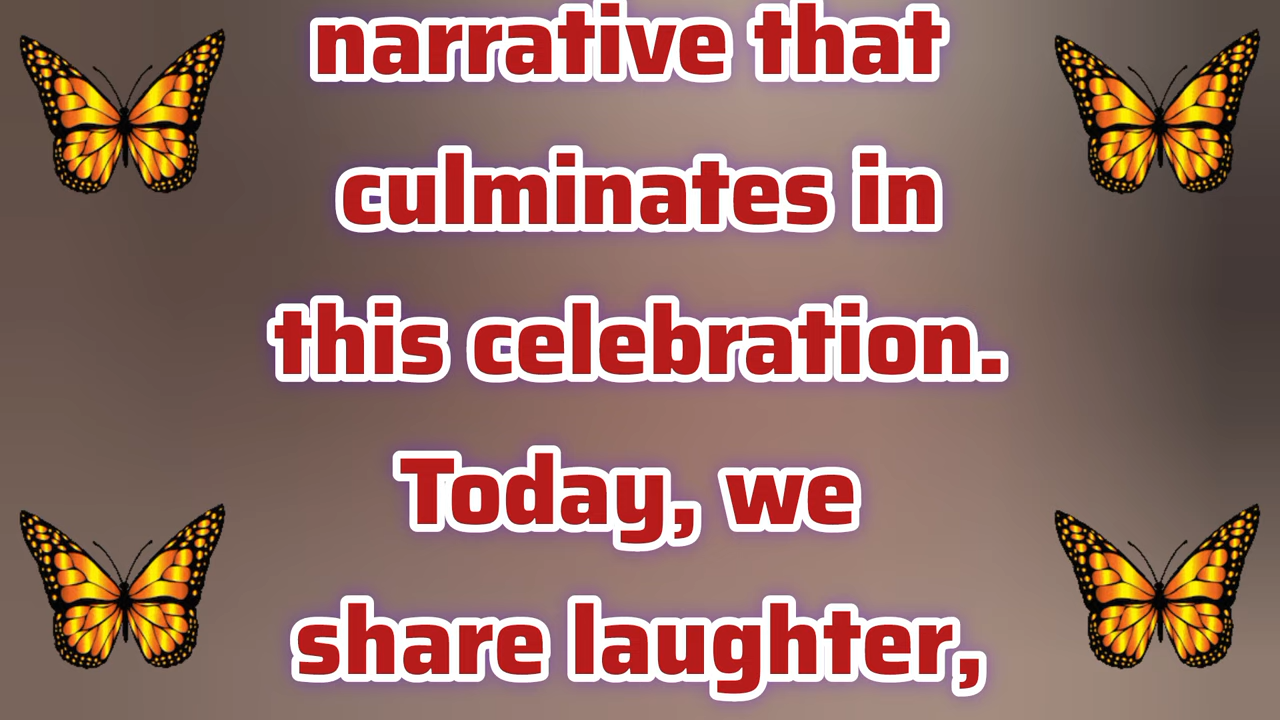 narrative that
culminates in
this celebration.
Today, we
share laughter,